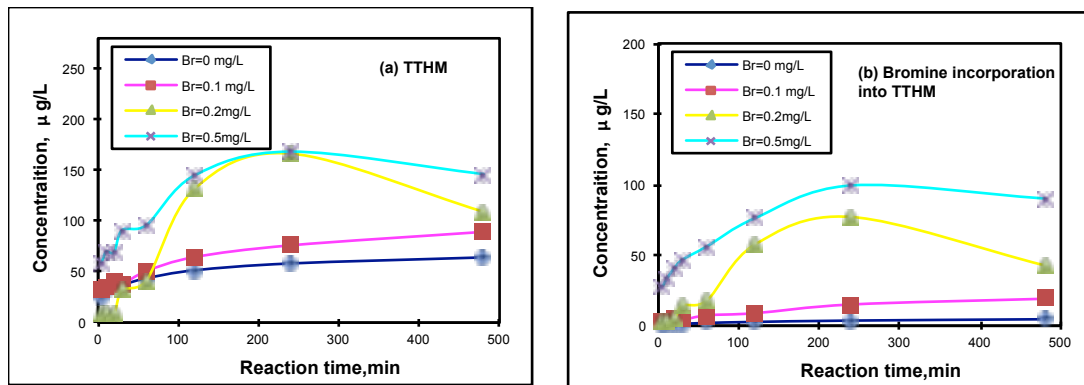 Br=0 mg/L
Br=0.1 mg/L
Br=0.2mg/L
Br=0.5mg/L
(a) TTHM
250
200
150
100
50
0
0 100 200 300 400 500
Concentraition, μ g/L
Reaction time,min
Br=0 mg/L
Br=0.1 mg/L
Br=0.2mg/L
Br=0.5mg/L
(b) Bromine incorporation
into TTHM
200
150
100
50
0
0 100 200 300 400 500
Concentraition, μ g/L
Reaction time,min